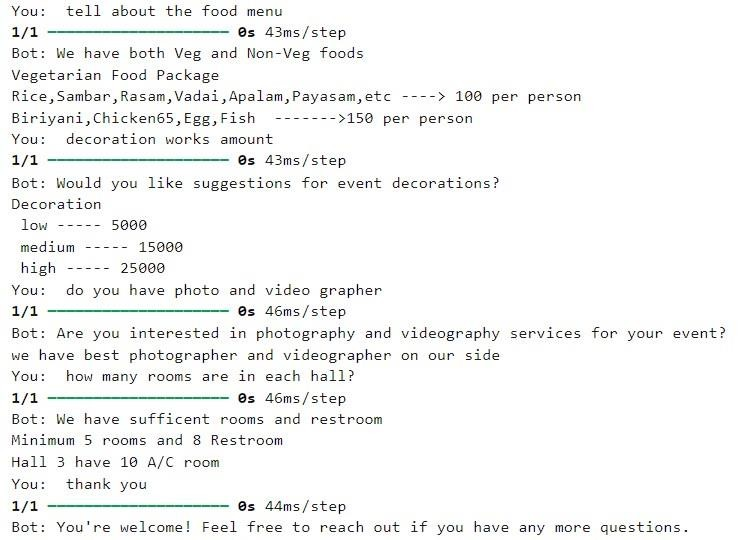 You:  tell about the food menu
1/1 ━━━━━━━━━━━━━━━━━━━━ 0s 43ms/step
Bot: We have both Veg and Non-Veg foods
Vegetarian Food Package
Rice,Sambar,Rasam,Vadai,Apalam,Payasam,etc ----> 100 per person
Biriyani,Chicken65,Egg,Fish  ------->150 per person
You:  decoration works amount
1/1 ━━━━━━━━━━━━━━━━━━━━ 0s 43ms/step
Bot: Would you like suggestions for event decorations?
Decoration
 low ----- 5000
 medium ----- 15000
 high ----- 25000
You:  do you have photo and video grapher
1/1 ━━━━━━━━━━━━━━━━━━━━ 0s 46ms/step
Bot: Are you interested in photography and videography services for your event?
we have best photographer and videographer on our side
You:  how many rooms are in each hall?
1/1 ━━━━━━━━━━━━━━━━━━━━ 0s 46ms/step
Bot: We have sufficent rooms and restroom
Minimum 5 rooms and 8 Restroom
Hall 3 have 10 A/C room
You:  thank you
1/1 ━━━━━━━━━━━━━━━━━━━━ 0s 44ms/step
Bot: You're welcome! Feel free to reach out if you have any more questions.